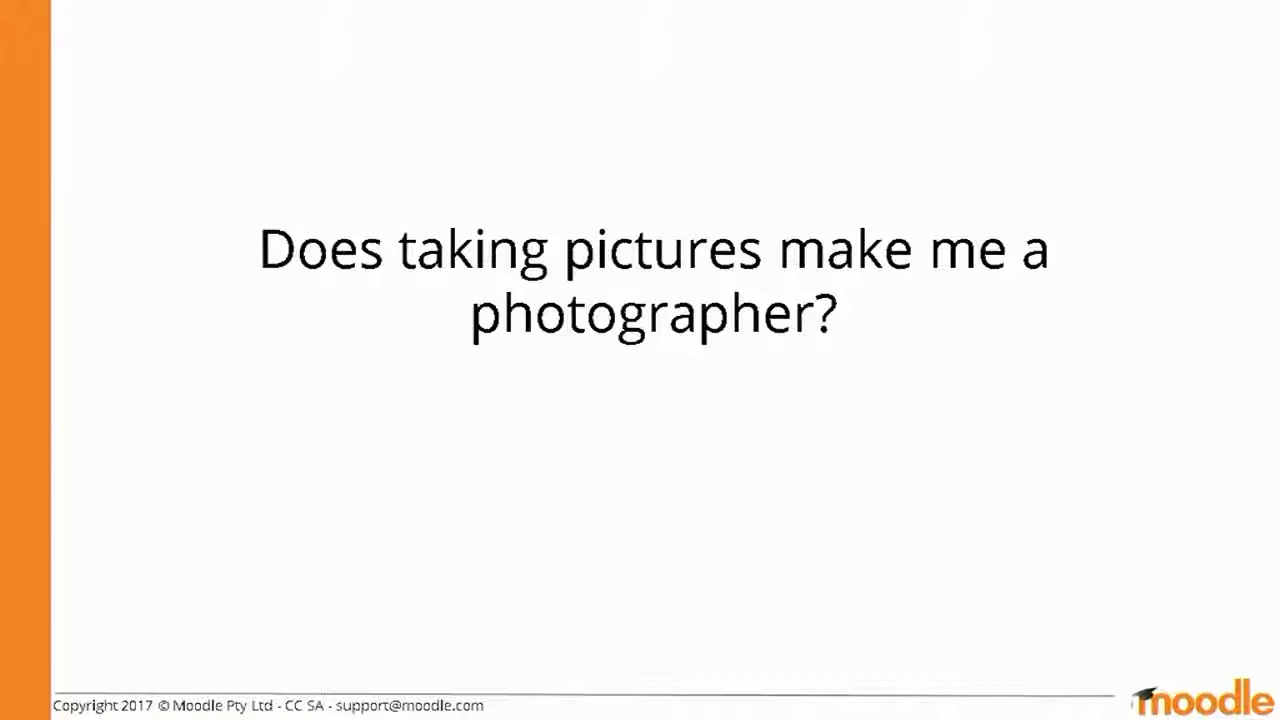 Does taking pictures make me a
photographer?
Copyright 2017 © Moodle Pty Ltd - CC SA - support@moodle.com
moodle